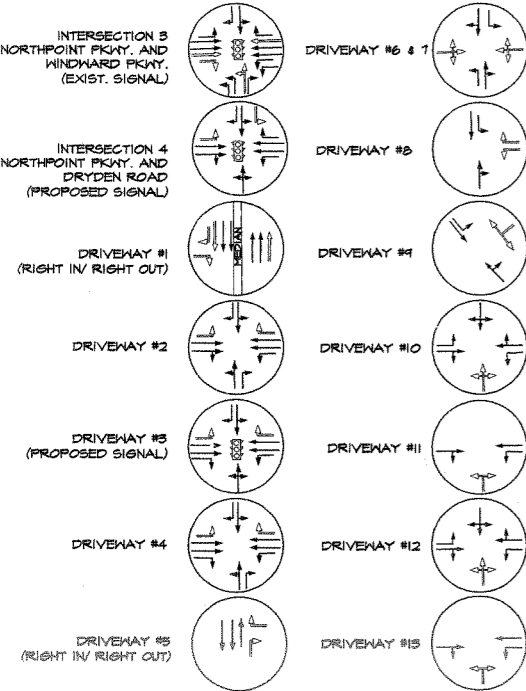 INTERSECTION 3
NORTHPOINT PKWY. AND
WINDWARD PKWY.
(EXIST. SIGNAL)
INTERSECTION 4
NORTHPOINT PKWY. AND
DRYDEN ROAD
(PROPOSED SIGNAL)
DRIVEWAY #1
(RIGHT IN/ RIGHT OUT)
MEDIAN
DRIVEWAY #2
DRIVEWAY #3
(PROPOSED SIGNAL)
DRIVEWAY #4
DRIVEWAY #5
(RIGHT IN/ RIGHT OUT)
DRIVEWAY #6 & 7
DRIVEWAY #8
DRIVEWAY #9
DRIVEWAY #10
DRIVEWAY #11
DRIVEWAY #12
DRIVEWAY #13